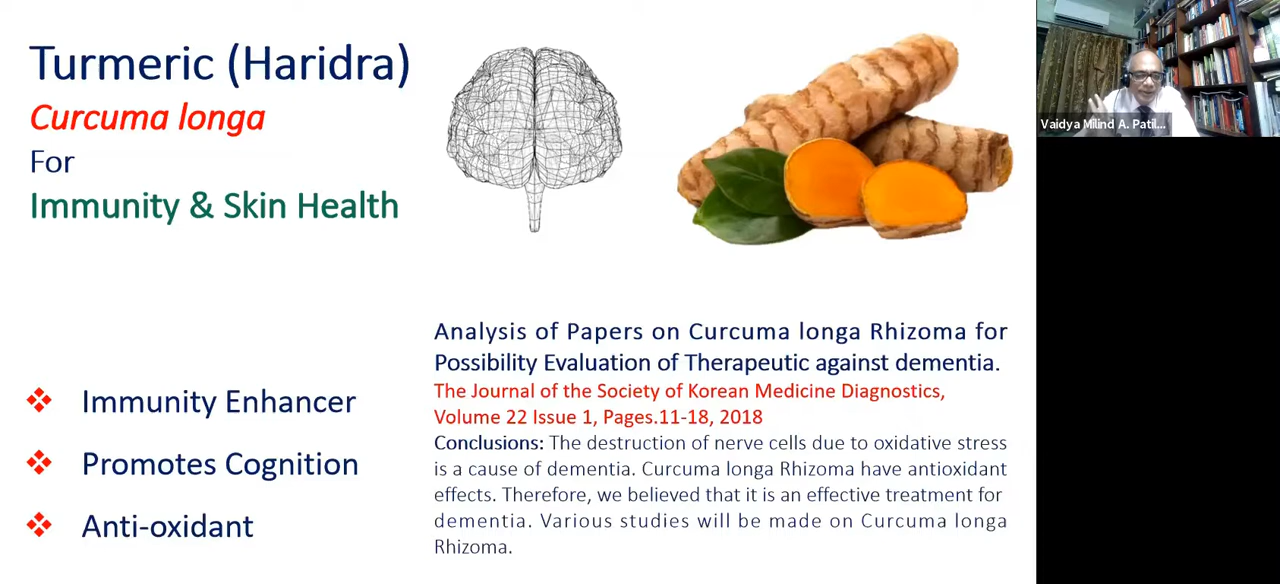 Turmeric (Haridra)
Curcuma longa
For
Immunity & Skin Health
Immunity Enhancer
Promotes Cognition
Anti-oxidant
Analysis of Papers on Curcuma longa Rhizoma for
Possibility Evaluation of Therapeutic against dementia.
The Journal of the Society of Korean Medicine Diagnostics,
Volume 22 Issue 1, Pages.11-18, 2018
Conclusions: The destruction of nerve cells due to oxidative stress
is a cause of dementia. Curcuma longa Rhizoma have antioxidant
effects. Therefore, we believed that it is an effective treatment for
dementia. Various studies will be made on Curcuma longa
Rhizoma.
Vaidya Milind A. Patil...